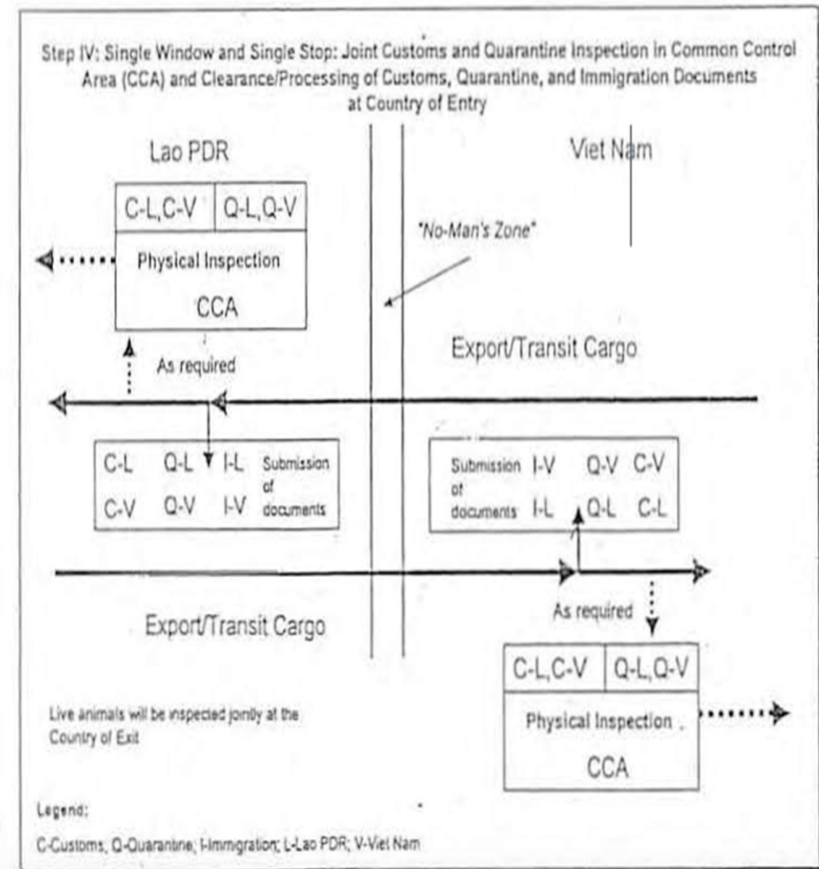 Step IV: Single Window and Single Stop: Joint Customs and Quarantine Inspection in Common Control
Area (CCA) and Clearance/Processing of Customs, Quarantine, and Immigration Documents
at Country of Entry
Lao PDR
Viet Nam
C-L,C-V Q-L,Q-V
"No-Man's Zone"
Physical Inspection
CCA
As required
Export/Transit Cargo
C-L Q-L I-L Submission
of
C-V Q-V I-V documents
Submission I-V Q-V C-V
of
documents I-L Q-L C-L
Export/Transit Cargo
As required
C-L,C-V Q-L,Q-V
Physical Inspection
CCA
Live animals will be inspected jointly at the
Country of Exit
Legend:
C-Customs, Q-Quarantine, I-Immigration; L-Lao PDR; V-Viet Nam